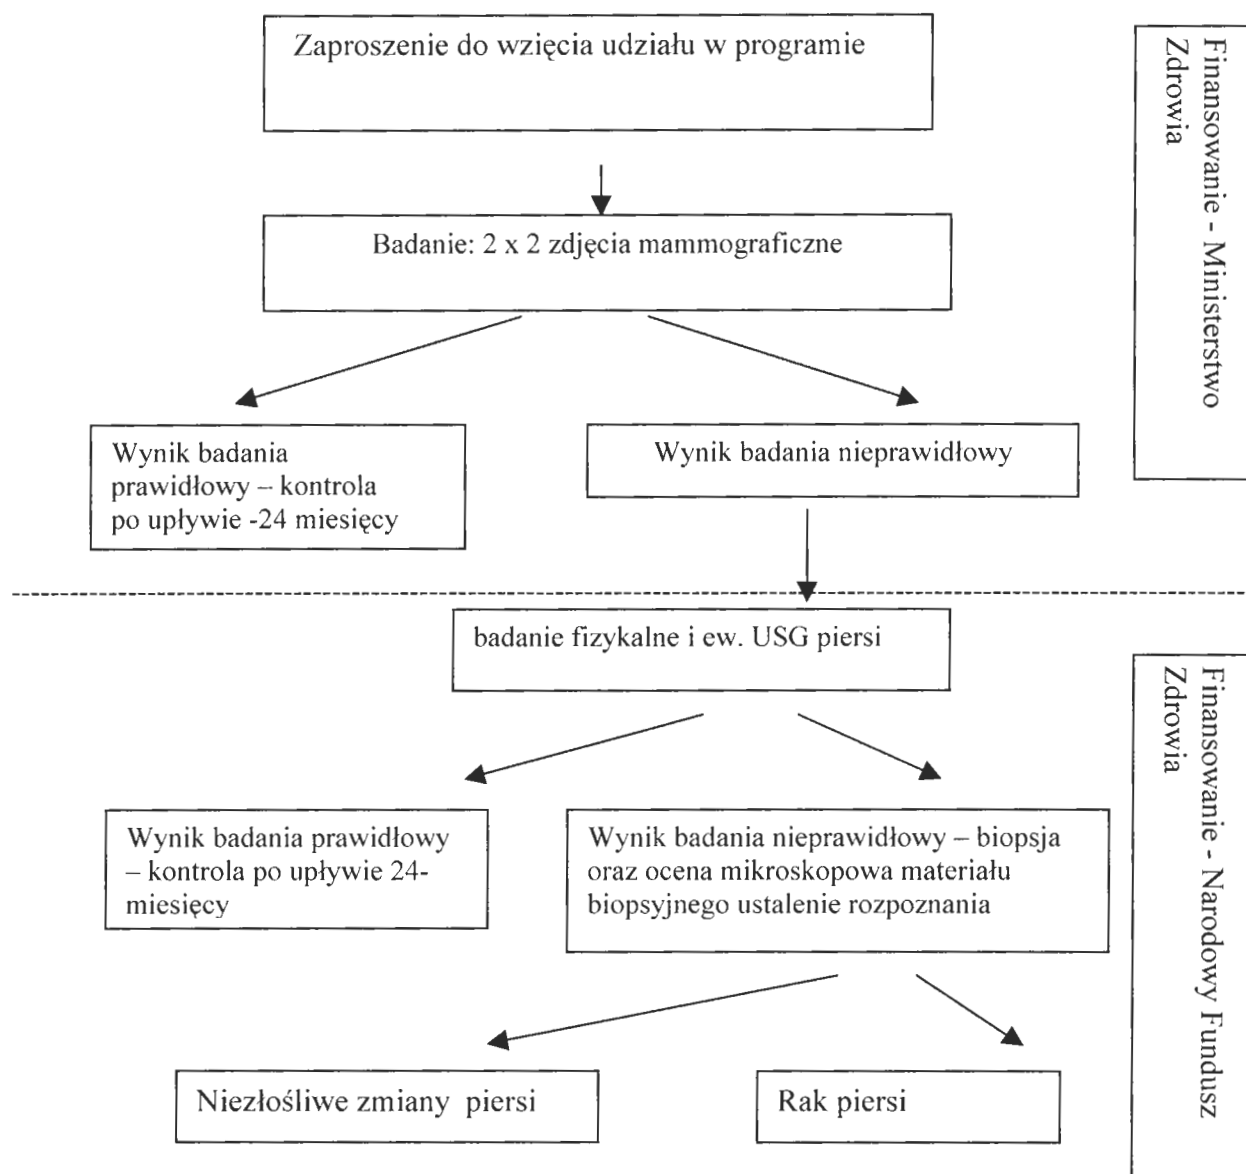 Zaproszenie do wzięcia udziału w programie
Finansowanie - Ministerstwo
Zdrowia
Badanie: 2 x 2 zdjęcia mammograficzne
Wynik badania
prawidłowy – kontrola
po upływie -24 miesięcy
Wynik badania nieprawidłowy
badanie fizykalne i ew. USG piersi
Finansowanie - Narodowy Fundusz
Zdrowia
Wynik badania prawidłowy
– kontrola po upływie 24-
miesięcy
Wynik badania nieprawidłowy – biopsja
oraz ocena mikroskopowa materiału
biopsyjnego ustalenie rozpoznania
Niezłośliwe zmiany piersi
Rak piersi